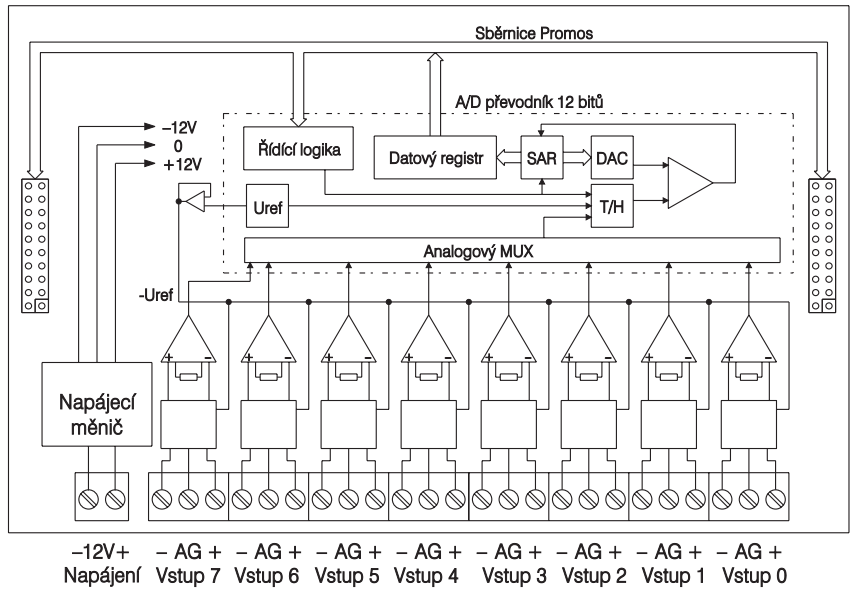 Sběrnice Promos
A/D převodník 12 bitů
–12V
0
+12V
Řídící logika
Datový registr
SAR
DAC
Uref
T/H
Analogový MUX
-Uref
+ – + – + – + – + – + – + – + –
Napájecí
měnič
–12V+ – AG + – AG + – AG + – AG + – AG + – AG + – AG + – AG +
Napájení Vstup 7 Vstup 6 Vstup 5 Vstup 4 Vstup 3 Vstup 2 Vstup 1 Vstup 0